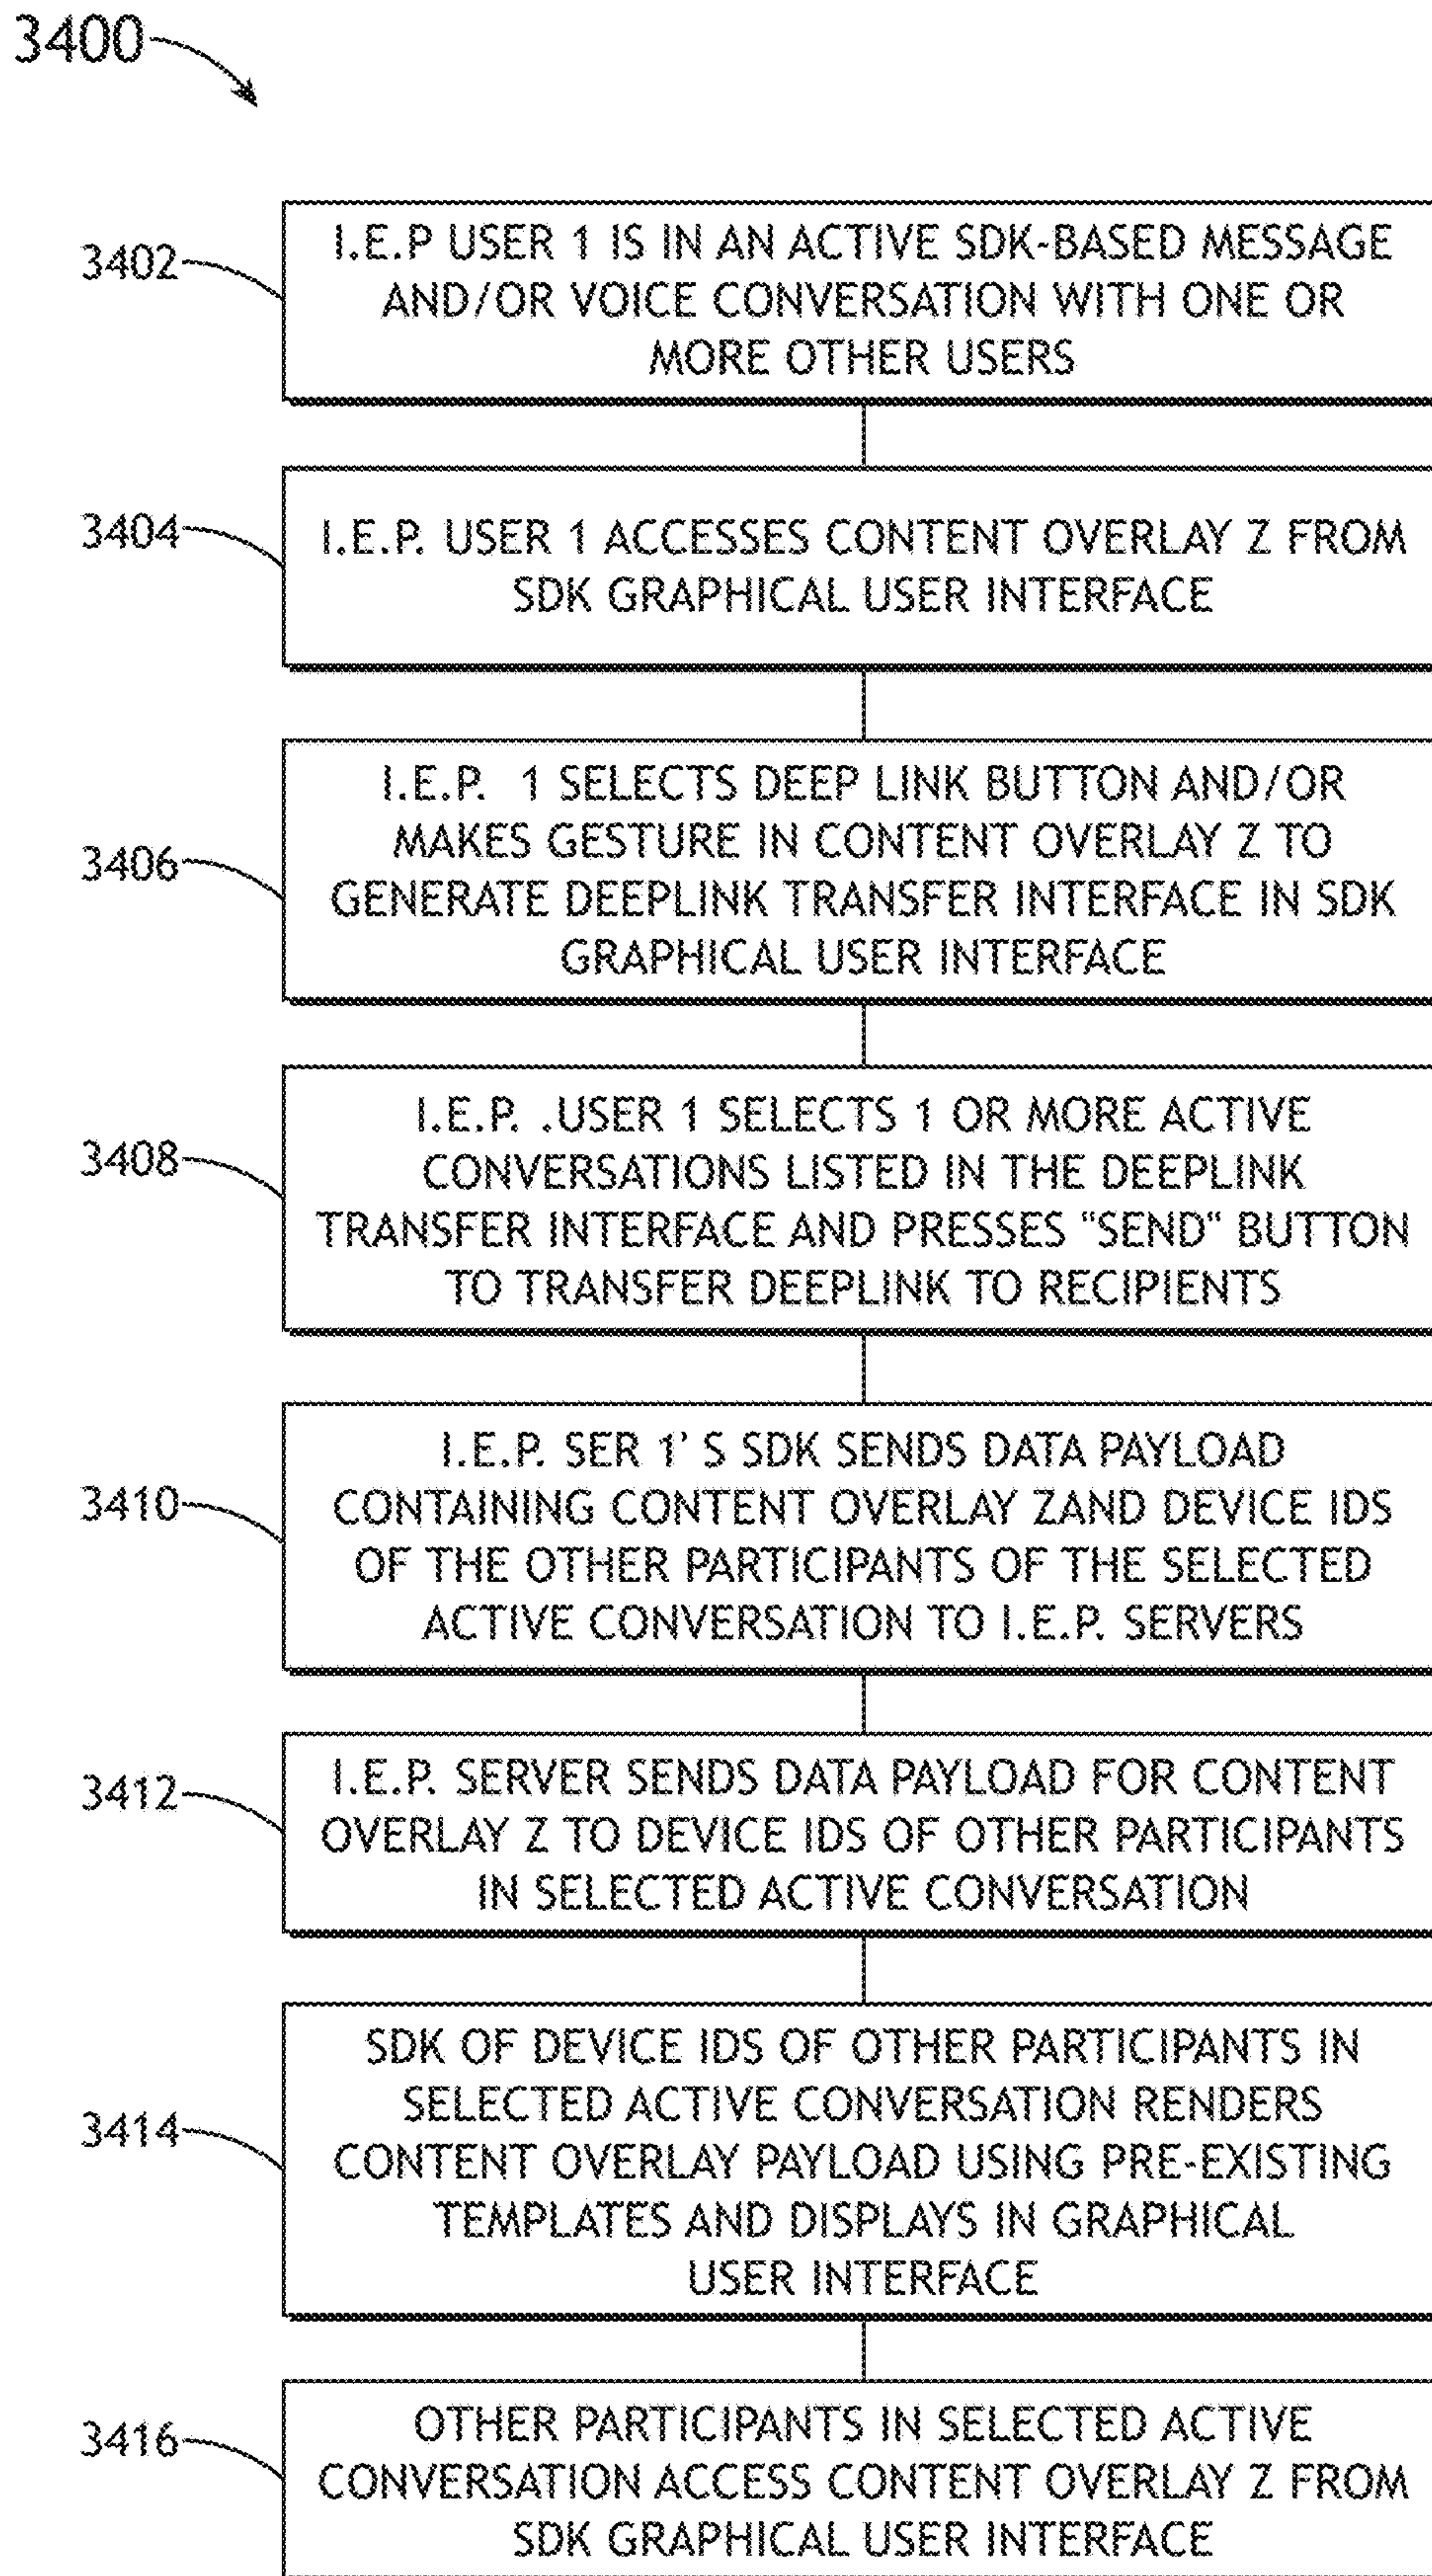 3400
3402
I.E.P USER 1 IS IN AN ACTIVE SDK-BASED MESSAGE
AND/OR VOICE CONVERSATION WITH ONE OR
MORE OTHER USERS
3404
I.E.P. USER 1 ACCESSES CONTENT OVERLAY Z FROM
SDK GRAPHICAL USER INTERFACE
3406
I.E.P. 1 SELECTS DEEP LINK BUTTON AND/OR
MAKES GESTURE IN CONTENT OVERLAY Z TO
GENERATE DEEPLINK TRANSFER INTERFACE IN SDK
GRAPHICAL USER INTERFACE
3408
I.E.P. .USER 1 SELECTS 1 OR MORE ACTIVE
CONVERSATIONS LISTED IN THE DEEPLINK
TRANSFER INTERFACE AND PRESSES “SEND“ BUTTON
TO TRANSFER DEEPLINK TO RECIPIENTS
3410
I.E.P. SER 1’ S SDK SENDS DATA PAYLOAD
CONTAINING CONTENT OVERLAY ZAND DEVICE IDS
OF THE OTHER PARTICIPANTS OF THE SELECTED
ACTIVE CONVERSATION TO I.E.P. SERVERS
3412
I.E.P. SERVER SENDS DATA PAYLOAD FOR CONTENT
OVERLAY Z TO DEVICE IDS OF OTHER PARTICIPANTS
IN SELECTED ACTIVE CONVERSATION
3414
SDK OF DEVICE IDS OF OTHER PARTICIPANTS IN
SELECTED ACTIVE CONVERSATION RENDERS
CONTENT OVERLAY PAYLOAD USING PRE-EXISTING
TEMPLATES AND DISPLAYS IN GRAPHICAL
USER INTERFACE
3416
OTHER PARTICIPANTS IN SELECTED ACTIVE
CONVERSATION ACCESS CONTENT OVERLAY Z FROM
SDK GRAPHICAL USER INTERFACE